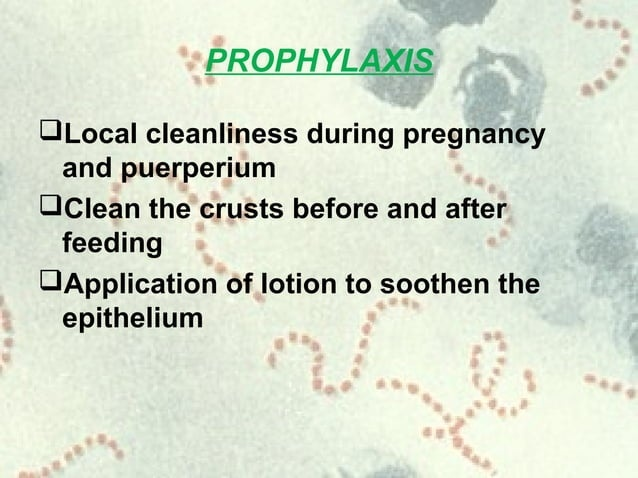 PROPHYLAXIS
❑Local cleanliness during pregnancy
and puerperium
❑Clean the crusts before and after
feeding
❑Application of lotion to soothen the
epithelium